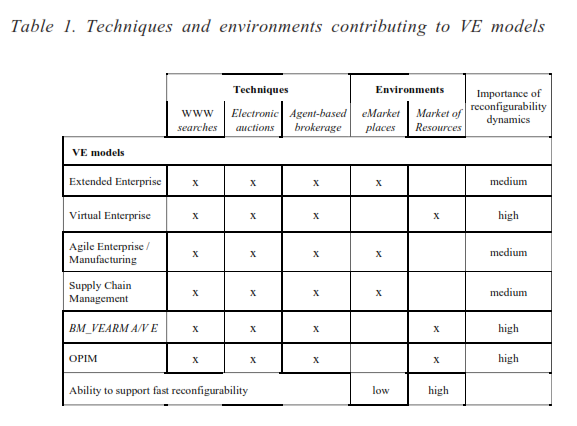 Table 1. Techniques and environments contributing to VE models
Techniques Environments Importance of reconfigurability dynamics
WWW searches Electronic auctions Agent-based brokerage eMarket places Market of Resources
VE models
Extended Enterprise x x x x medium
Virtual Enterprise x x x x high
Agile Enterprise / Manufacturing x x x x medium
Supply Chain Management x x x x medium
BM_VEARM A/V E x x x x high
OPIM x x x x high
Ability to support fast reconfigurability low high